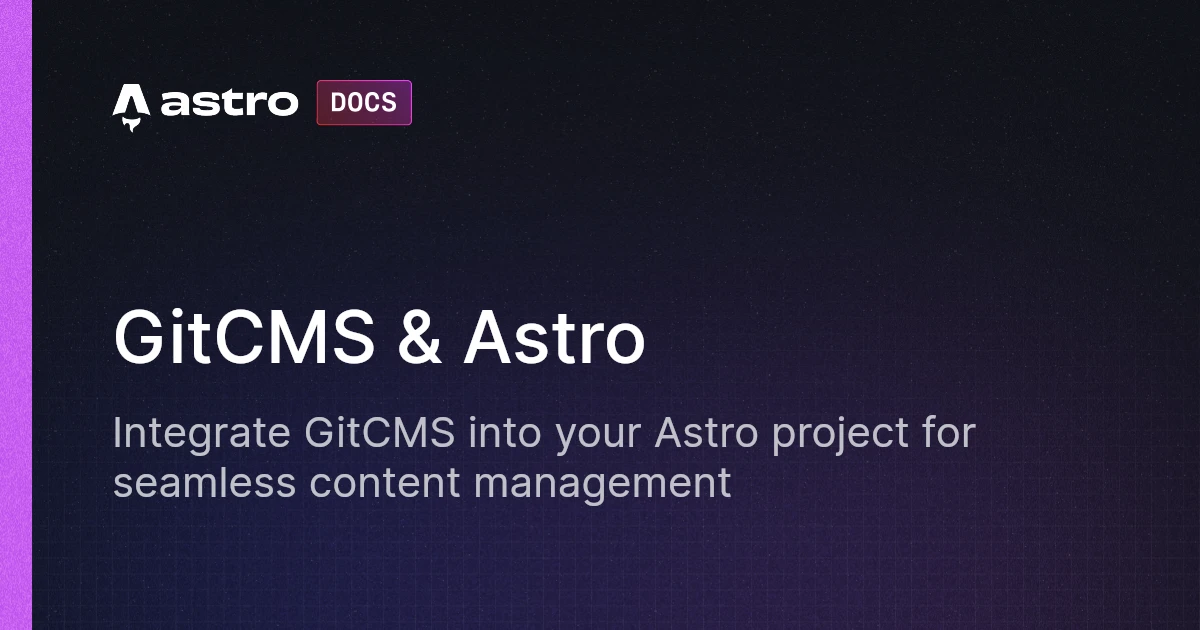 astro DOCS
GitCMS & Astro
Integrate GitCMS into your Astro project for
seamless content management